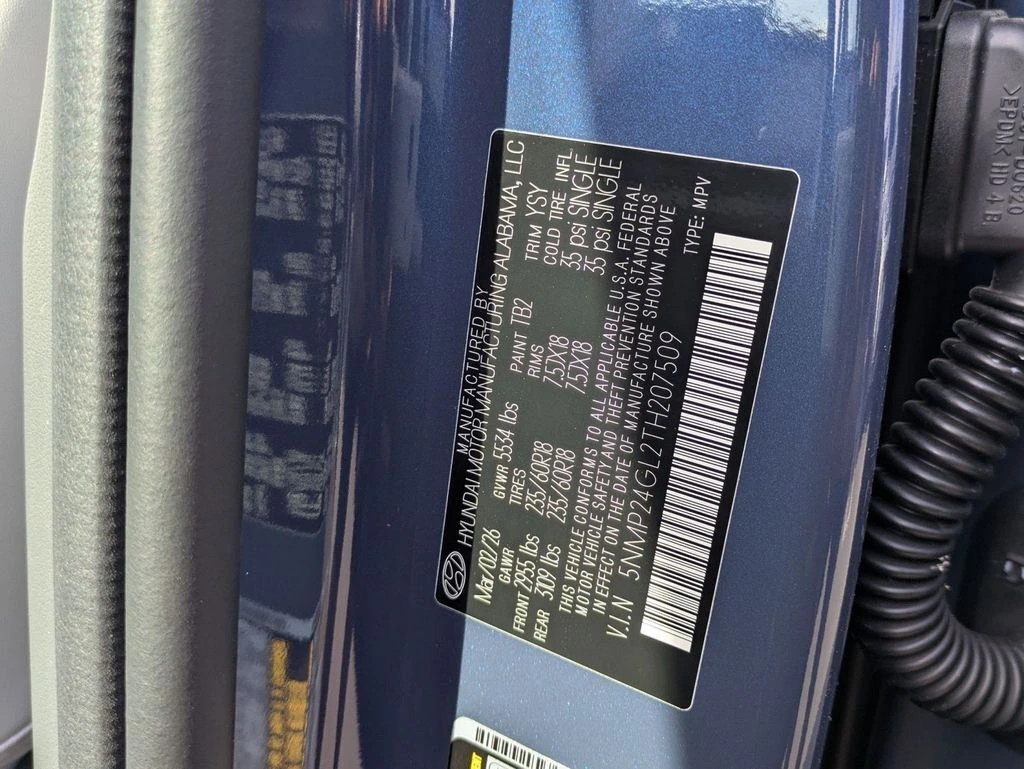 MANUFACTURED BY
HYUNDAI MOTOR MANUFACTURING ALABAMA, LLC
Mar/02/26 GVWR 5534 lbs PAINT TB2 TRIM YSY
GAWR TIRES RIMS COLD TIRE INFL.
FRONT 2955 lbs 235/60R18 7.5JX18 35 psi SINGLE
REAR 3109 lbs 235/60R18 7.5JX18 35 psi SINGLE
THIS VEHICLE CONFORMS TO ALL APPLICABLE U.S.A. FEDERAL
MOTOR VEHICLE SAFETY AND THEFT PREVENTION STANDARDS
IN EFFECT ON THE DATE OF MANUFACTURE SHOWN ABOVE
V.I.N 5NMP24GL2TH207509 TYPE: MPV
>EPDM<